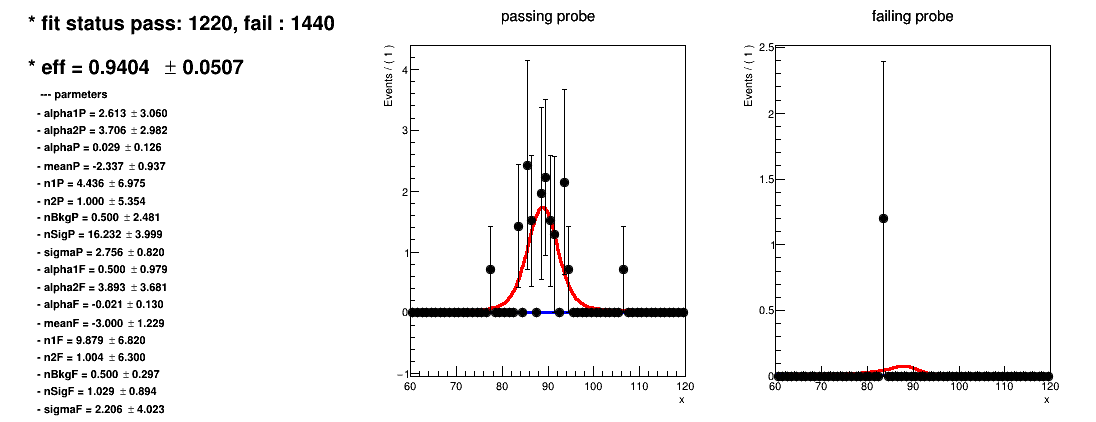 * fit status pass: 1220, fail : 1440
* eff = 0.9404 ± 0.0507
--- parmeters
- alpha1P = 2.613 ± 3.060
- alpha2P = 3.706 ± 2.982
- alphaP = 0.029 ± 0.126
- meanP = -2.337 ± 0.937
- n1P = 4.436 ± 6.975
- n2P = 1.000 ± 5.354
- nBkgP = 0.500 ± 2.481
- nSigP = 16.232 ± 3.999
- sigmaP = 2.756 ± 0.820
- alpha1F = 0.500 ± 0.979
- alpha2F = 3.893 ± 3.681
- alphaF = -0.021 ± 0.130
- meanF = -3.000 ± 1.229
- n1F = 9.879 ± 6.820
- n2F = 1.004 ± 6.300
- nBkgF = 0.500 ± 0.297
- nSigF = 1.029 ± 0.894
- sigmaF = 2.206 ± 4.023
passing probe
Events / ( 1 )
4
3
2
1
0
−1
60 70 80 90 100 110 120
x
failing probe
Events / ( 1 )
2.5
2
1.5
1
0.5
0
60 70 80 90 100 110 120
x